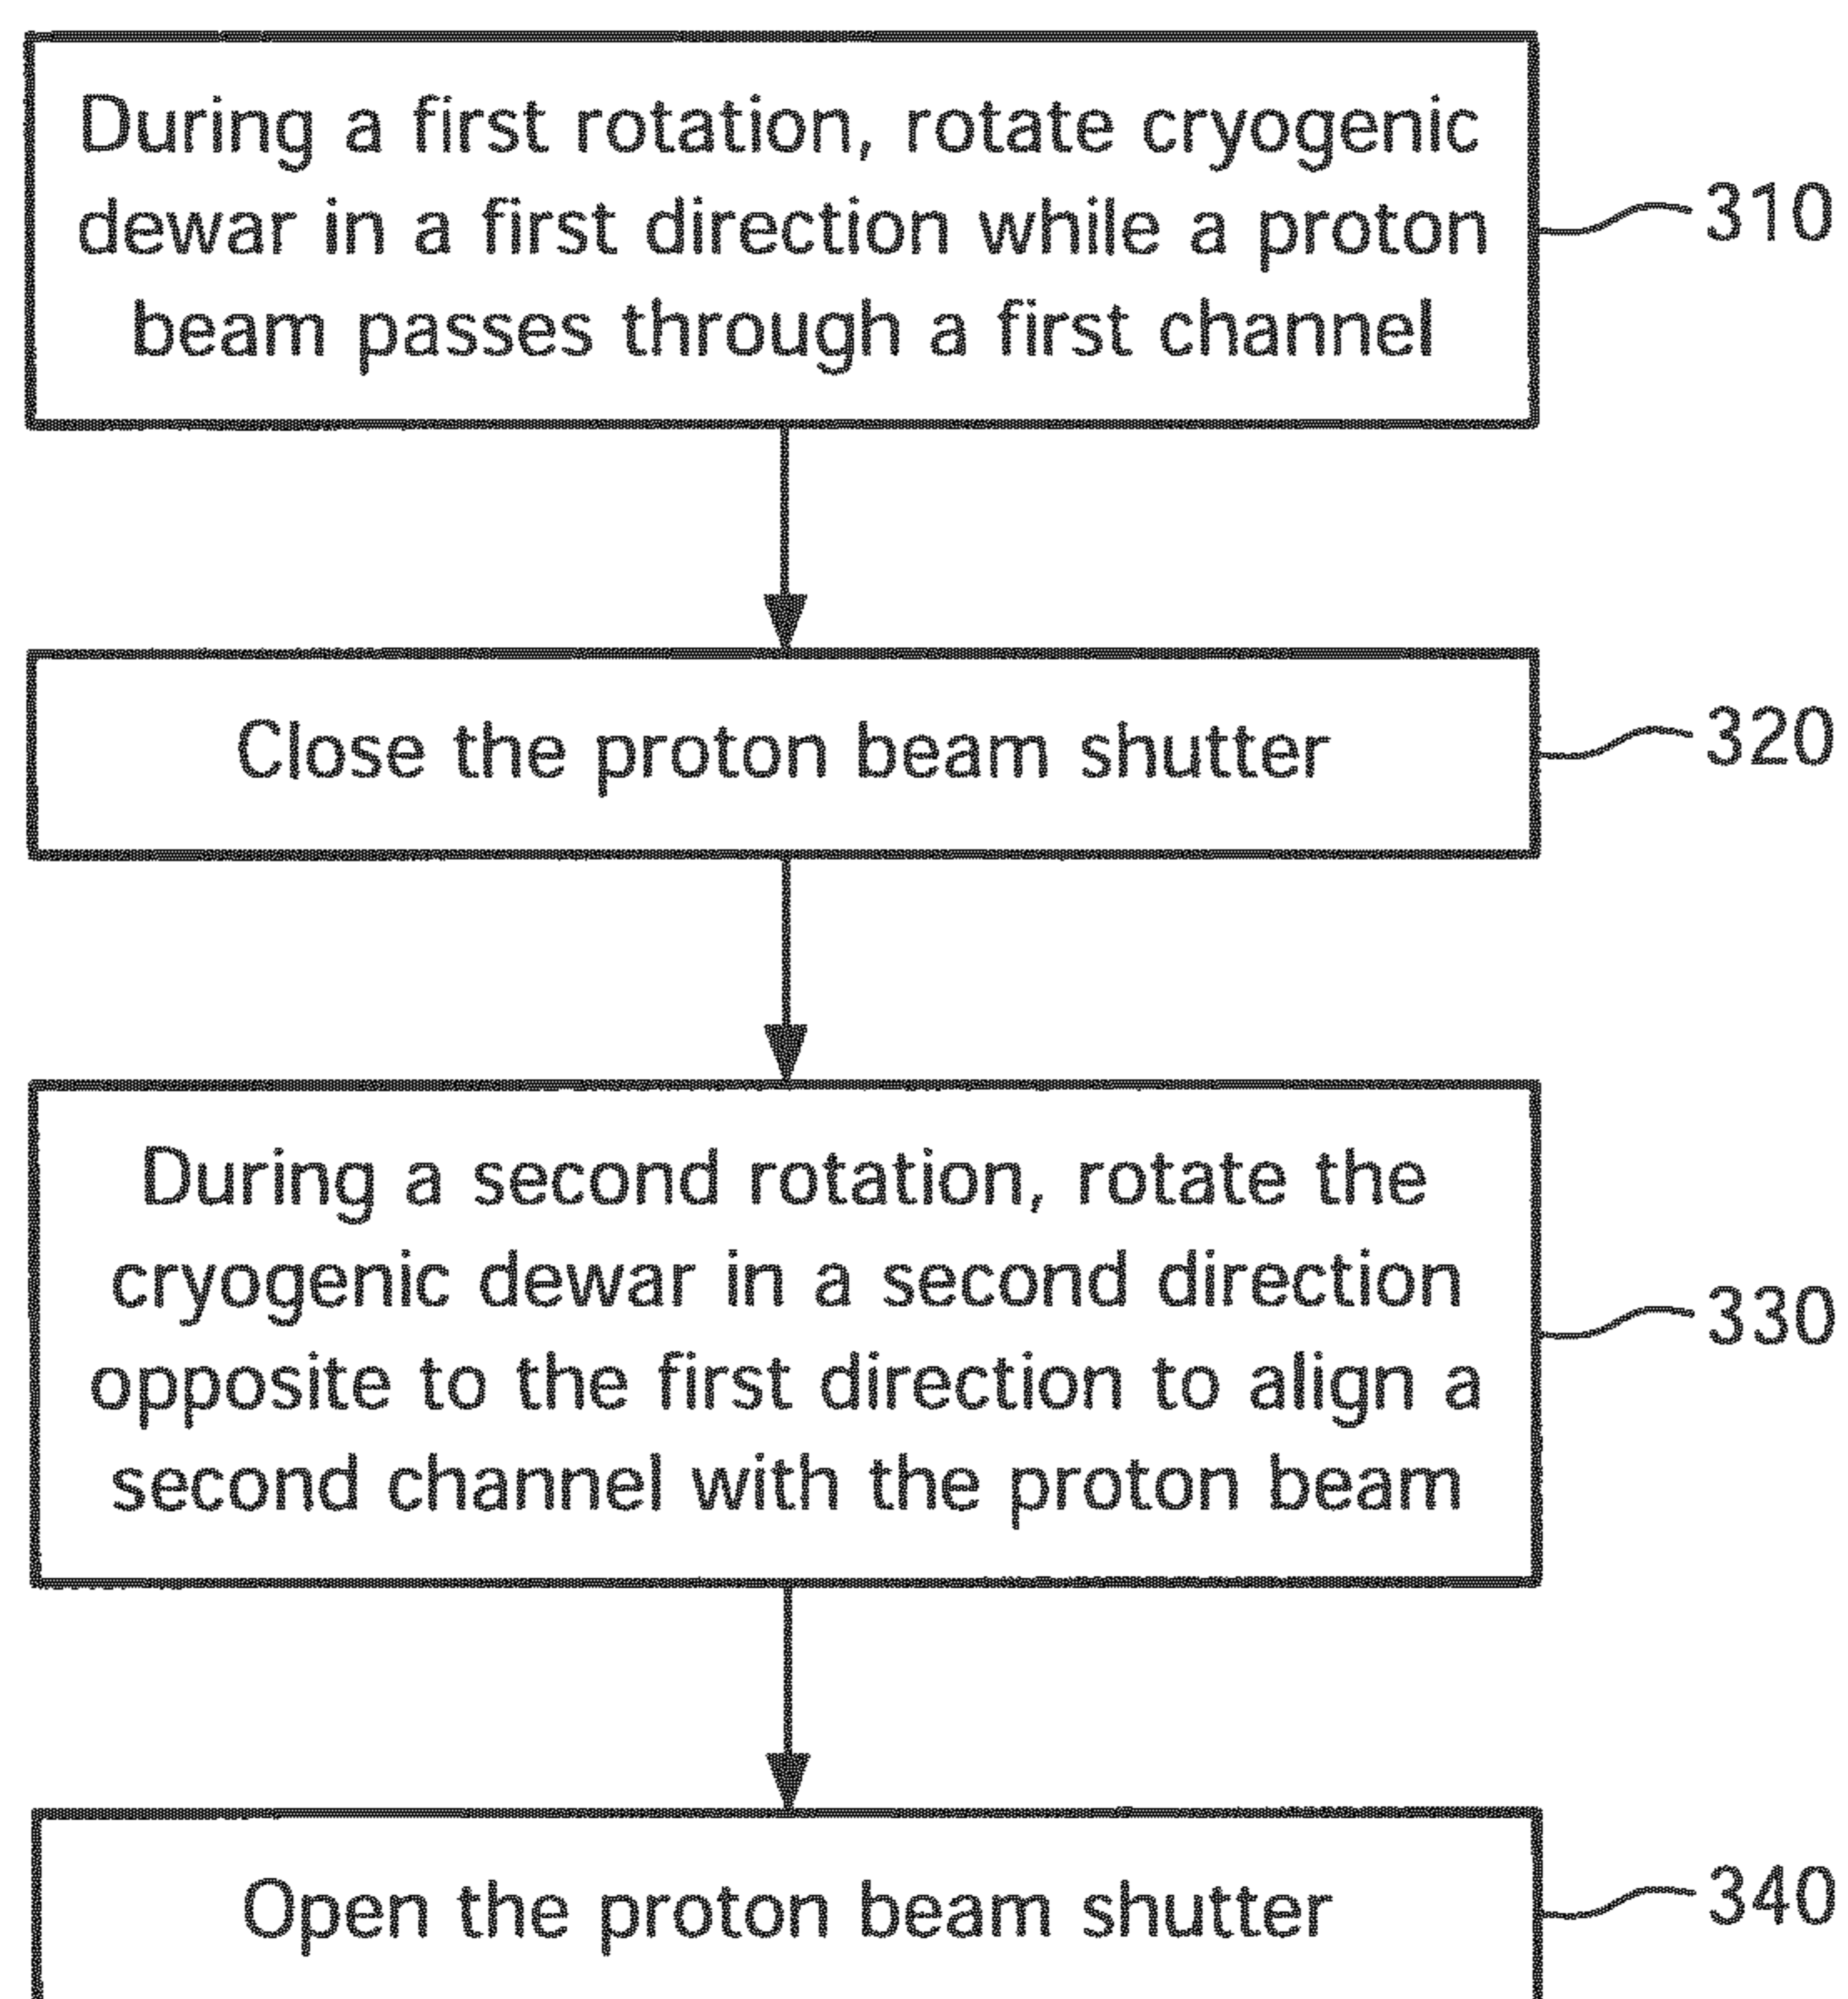 During a first rotation, rotate cryogenic
dewar in a first direction while a proton
beam passes through a first channel
310
Close the proton beam shutter
320
During a second rotation, rotate the
cryogenic dewar in a second direction
opposite to the first direction to align a
second channel with the proton beam
330
Open the proton beam shutter
340